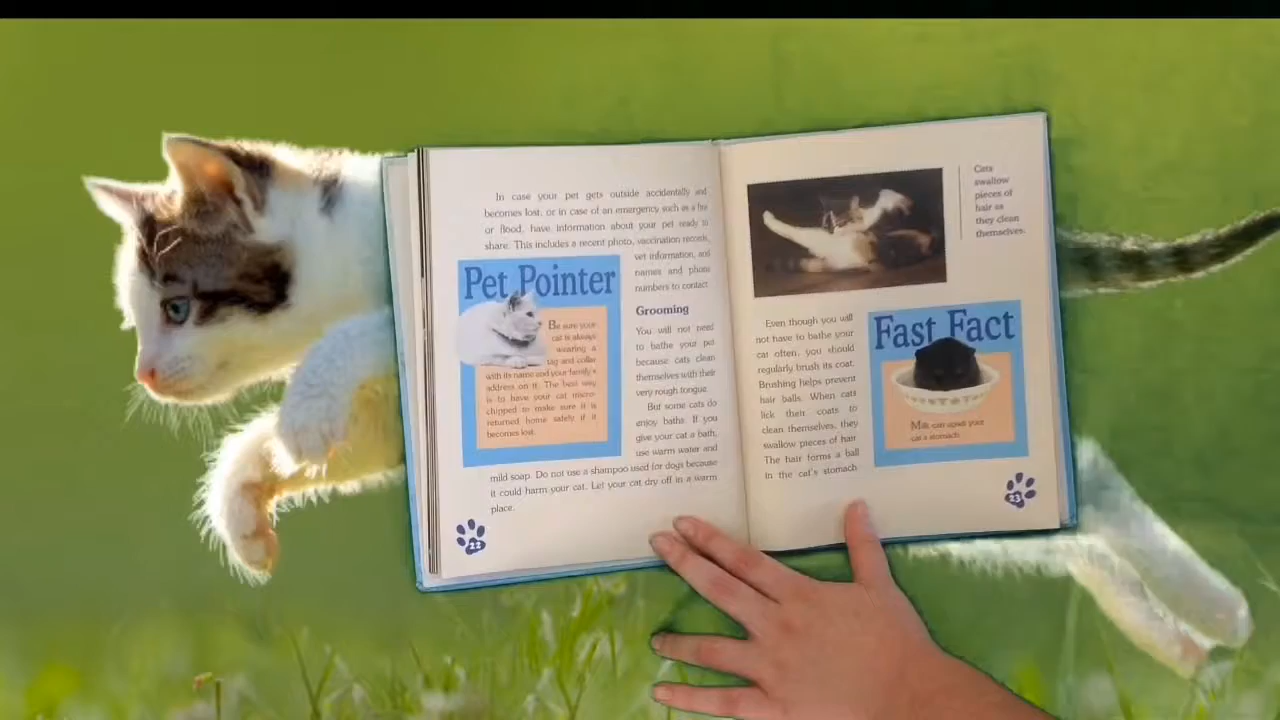 In case your pet gets outside accidentally and
becomes lost, or in case of an emergency such as a fire
or flood, have information about your pet ready to
share. This includes a recent photo, vaccination records,
vet information, and
names and phone
numbers to contact.
Pet Pointer
Be sure your
cat is always
wearing a
tag and collar
with its name and your family's
address on it. The best way
is to have your cat micro-
chipped to make sure it is
returned home safely if it
becomes lost.
Grooming
You will not need
to bathe your pet
because cats clean
themselves with their
very rough tongue.
But some cats do
enjoy baths. If you
give your cat a bath,
use warm water and
mild soap. Do not use a shampoo used for dogs because
it could harm your cat. Let your cat dry off in a warm
place.
22
Cats
swallow
pieces of
hair as
they clean
themselves.
Even though you will
not have to bathe your
cat often, you should
regularly brush its coat.
Brushing helps prevent
hair balls. When cats
lick their coats to
clean themselves, they
swallow pieces of hair.
The hair forms a ball
in the cat's stomach
Fast Fact
Milk can upset your
cat's stomach.
23